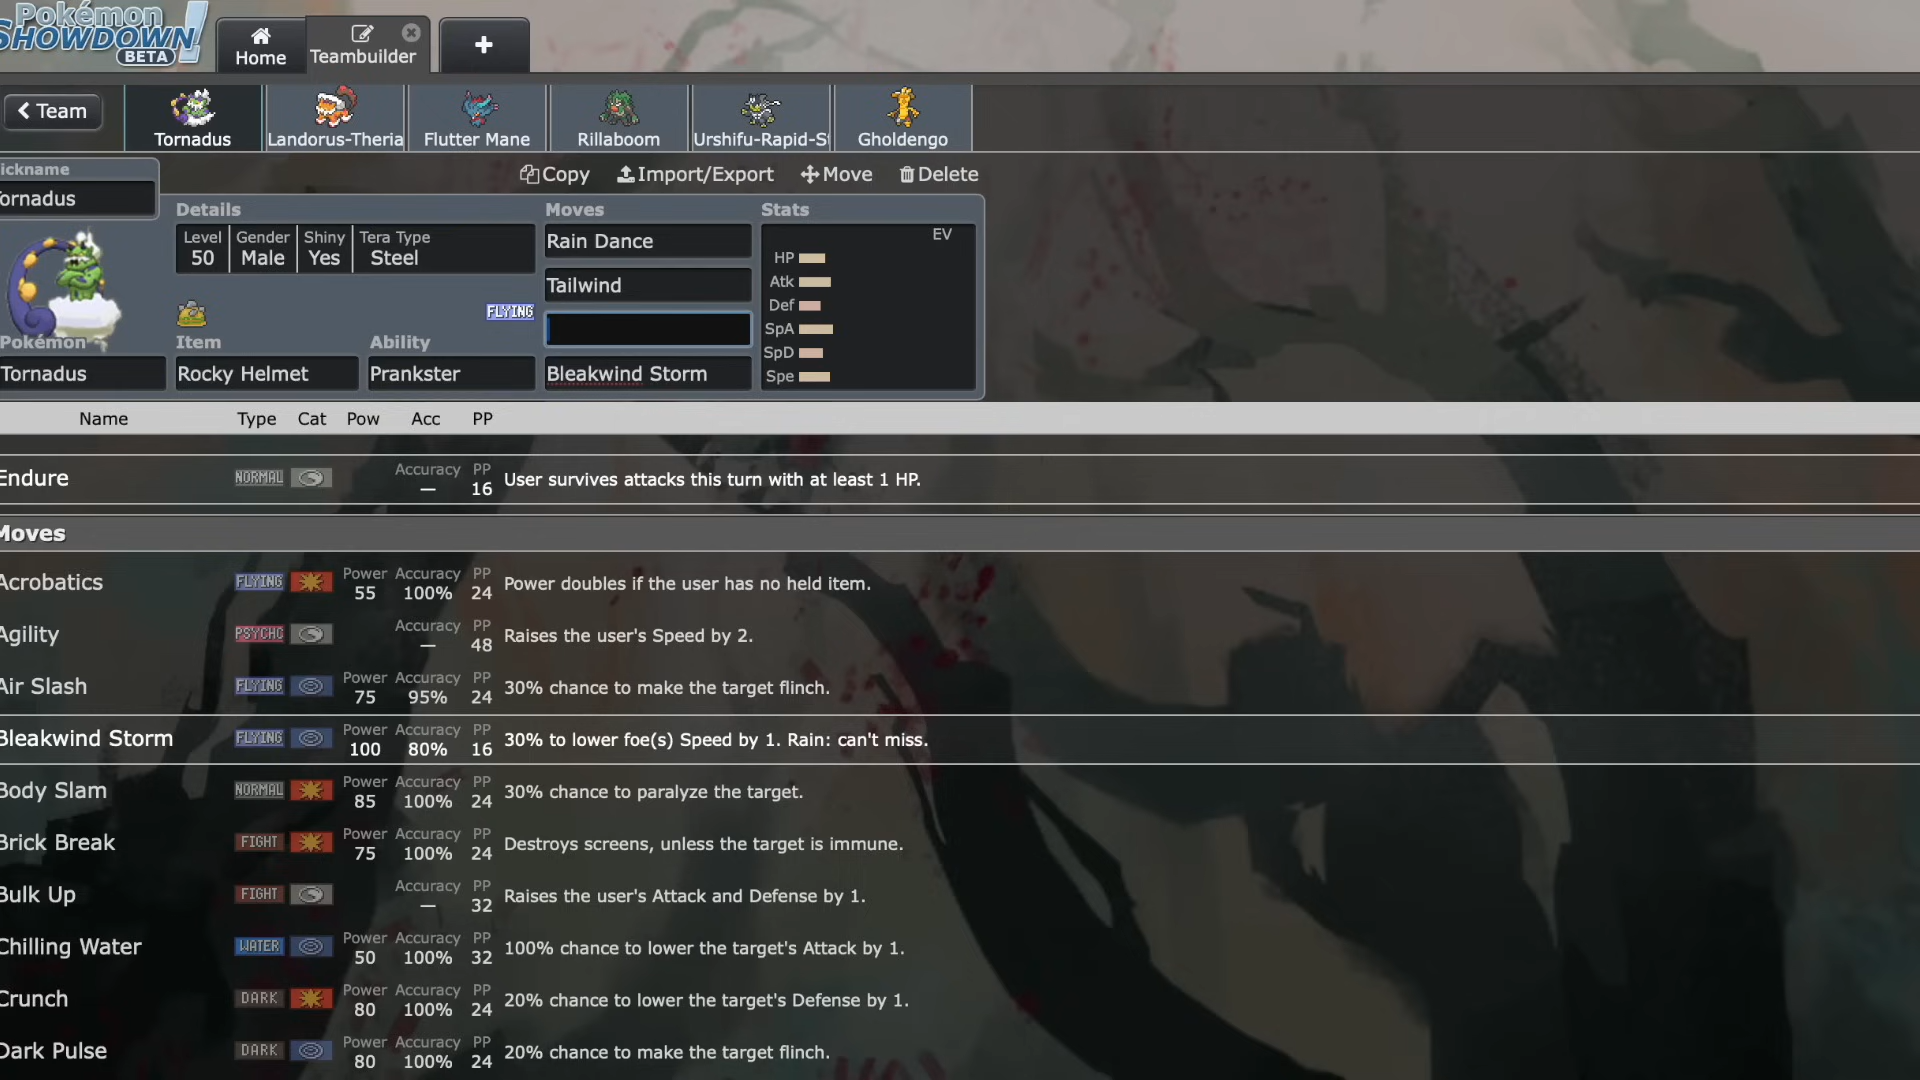 Pokémon
SHOWDOWN!
BETA
Home
Teambuilder
Team
Tornadus
Landorus-Theria
Flutter Mane
Rillaboom
Urshifu-Rapid-S
Gholdengo
ickname
ornadus
Copy
Import/Export
Move
Delete
Details
Moves
Stats
Level Gender Shiny Tera Type
50 Male Yes Steel
Rain Dance
Tailwind
Bleakwind Storm
EV
HP
Atk
Def
SpA
SpD
Spe
FLYING
Pokémon
Item
Ability
Tornadus
Rocky Helmet
Prankster
Name Type Cat Pow Acc PP
Endure NORMAL Accuracy — PP 16 User survives attacks this turn with at least 1 HP.
Moves
Acrobatics FLYING Power 55 Accuracy 100% PP 24 Power doubles if the user has no held item.
Agility PSYCHC Accuracy — PP 48 Raises the user's Speed by 2.
Air Slash FLYING Power 75 Accuracy 95% PP 24 30% chance to make the target flinch.
Bleakwind Storm FLYING Power 100 Accuracy 80% PP 16 30% to lower foe(s) Speed by 1. Rain: can't miss.
Body Slam NORMAL Power 85 Accuracy 100% PP 24 30% chance to paralyze the target.
Brick Break FIGHT Power 75 Accuracy 100% PP 24 Destroys screens, unless the target is immune.
Bulk Up FIGHT Accuracy — PP 32 Raises the user's Attack and Defense by 1.
Chilling Water WATER Power 50 Accuracy 100% PP 32 100% chance to lower the target's Attack by 1.
Crunch DARK Power 80 Accuracy 100% PP 24 20% chance to lower the target's Defense by 1.
Dark Pulse DARK Power 80 Accuracy 100% PP 24 20% chance to make the target flinch.